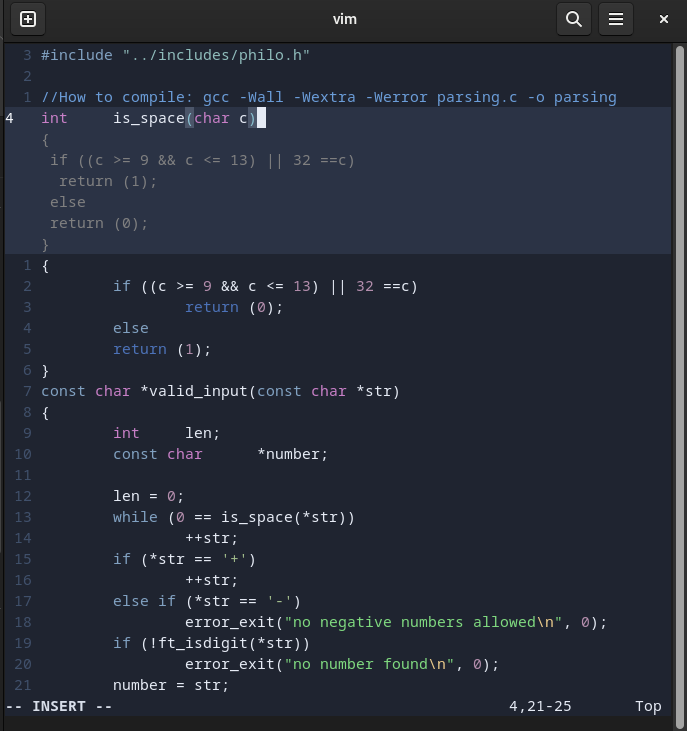 vim
3 #include "../includes/philo.h"
2
1 //How to compile: gcc -Wall -Wextra -Werror parsing.c -o parsing
4 int     is_space(char c)
{
 if ((c >= 9 && c <= 13) || 32 ==c)
  return (1);
 else
 return (0);
}
1 {
2         if ((c >= 9 && c <= 13) || 32 ==c)
3                 return (0);
4         else
5         return (1);
6 }
7 const char *valid_input(const char *str)
8 {
9         int     len;
10         const char      *number;
11
12         len = 0;
13         while (0 == is_space(*str))
14                 ++str;
15         if (*str == '+')
16                 ++str;
17         else if (*str == '-')
18                 error_exit("no negative numbers allowed\n", 0);
19         if (!ft_isdigit(*str))
20                 error_exit("no number found\n", 0);
21         number = str;
-- INSERT --                                            4,21-25       Top